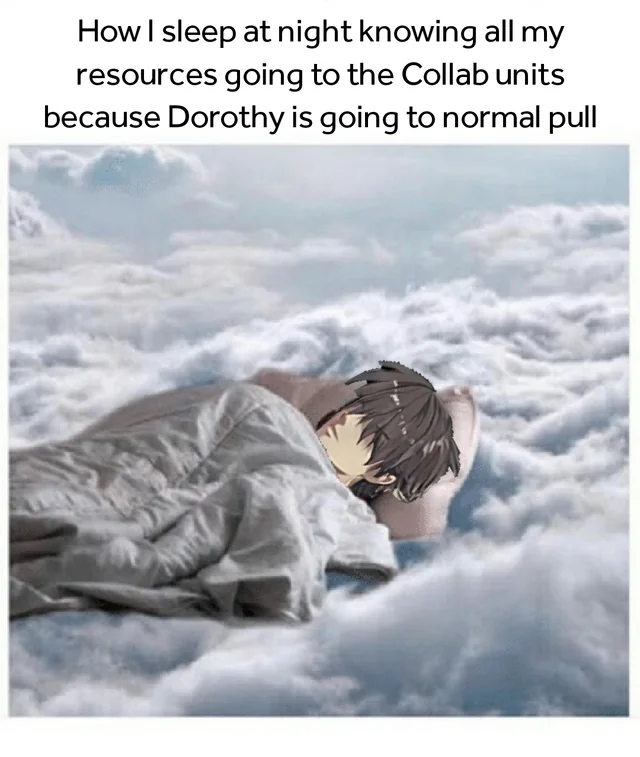 How I sleep at night knowing all my
resources going to the Collab units
because Dorothy is going to normal pull